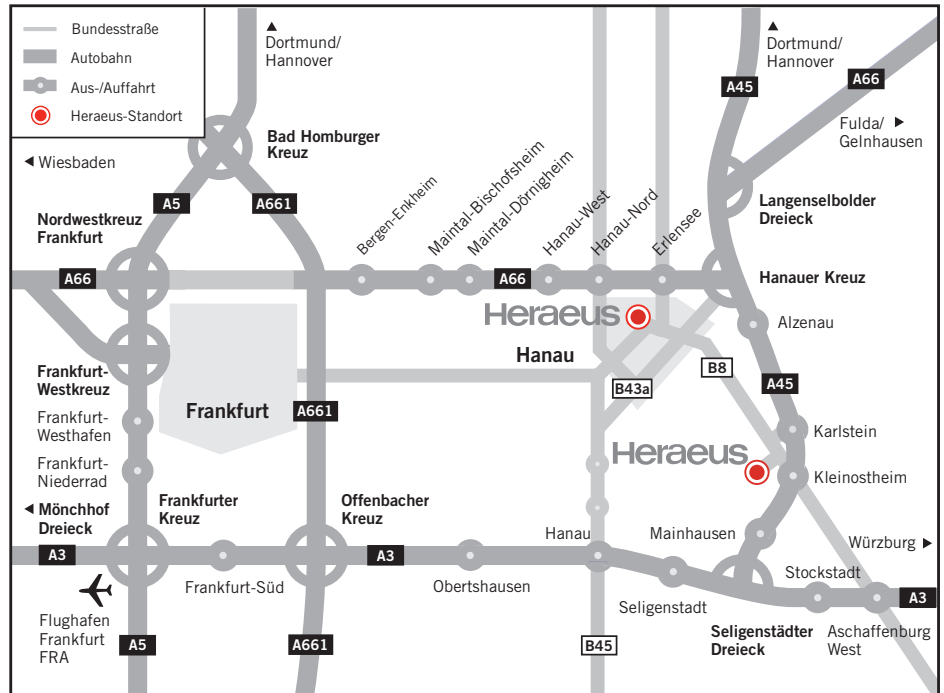 Bundesstraße
Autobahn
Aus-/Auffahrt
Heraeus-Standort
Dortmund/
Hannover
Dortmund/
Hannover
A45
A66
Fulda/
Gelnhausen
Bad Homburger
Kreuz
Wiesbaden
A5
A661
Nordwestkreuz
Frankfurt
Bergen-Enkheim
Maintal-Bischofsheim
Maintal-Dörnigheim
Hanau-West
Hanau-Nord
Erlensee
Langenselbolder
Dreieck
A66
A66
Hanauer Kreuz
Heraeus
Alzenau
Hanau
Frankfurt-
Westkreuz
B8
B43a
A45
Frankfurt
A661
Frankfurt-
Westhafen
Karlstein
Heraeus
Frankfurt-
Niederrad
Kleinostheim
Mönchhof
Dreieck
Frankfurter
Kreuz
Offenbacher
Kreuz
Hanau
Mainhausen
Würzburg
A3
A3
Frankfurt-Süd
Obertshausen
Stockstadt
Seligenstadt
A3
Flughafen
Frankfurt
FRA
A5
A661
B45
Seligenstädter
Dreieck
Aschaffenburg
West